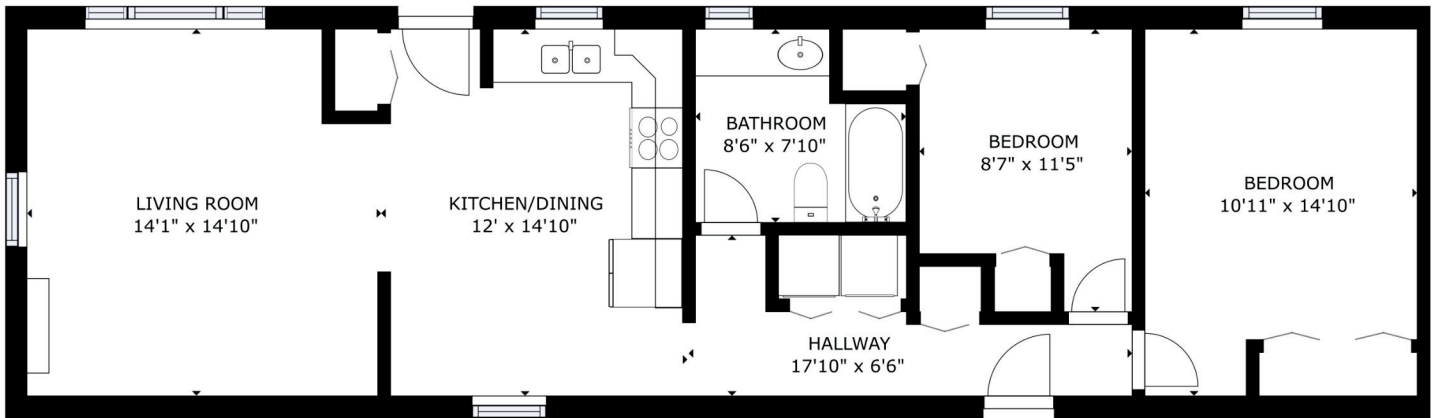 LIVING ROOM
14'1" x 14'10"
KITCHEN/DINING
12' x 14'10"
BATHROOM
8'6" x 7'10"
BEDROOM
8'7" x 11'5"
BEDROOM
10'11" x 14'10"
HALLWAY
17'10" x 6'6"